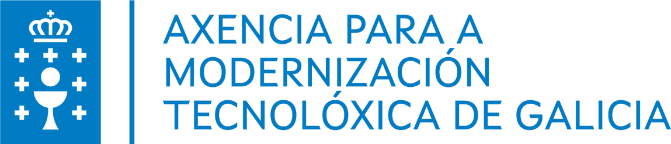 AXENCIA PARA A
MODERNIZACIÓN
TECNOLÓXICA DE GALICIA